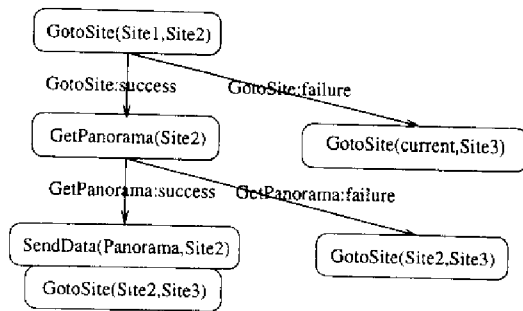 GotoSite(Site1,Site2)
GotoSite:success
GotoSite:failure
GetPanorama(Site2)
GotoSite(current,Site3)
GetPanorama:success
GetPanorama:failure
SendData(Panorama,Site2)
GotoSite(Site2,Site3)
GotoSite(Site2,Site3)